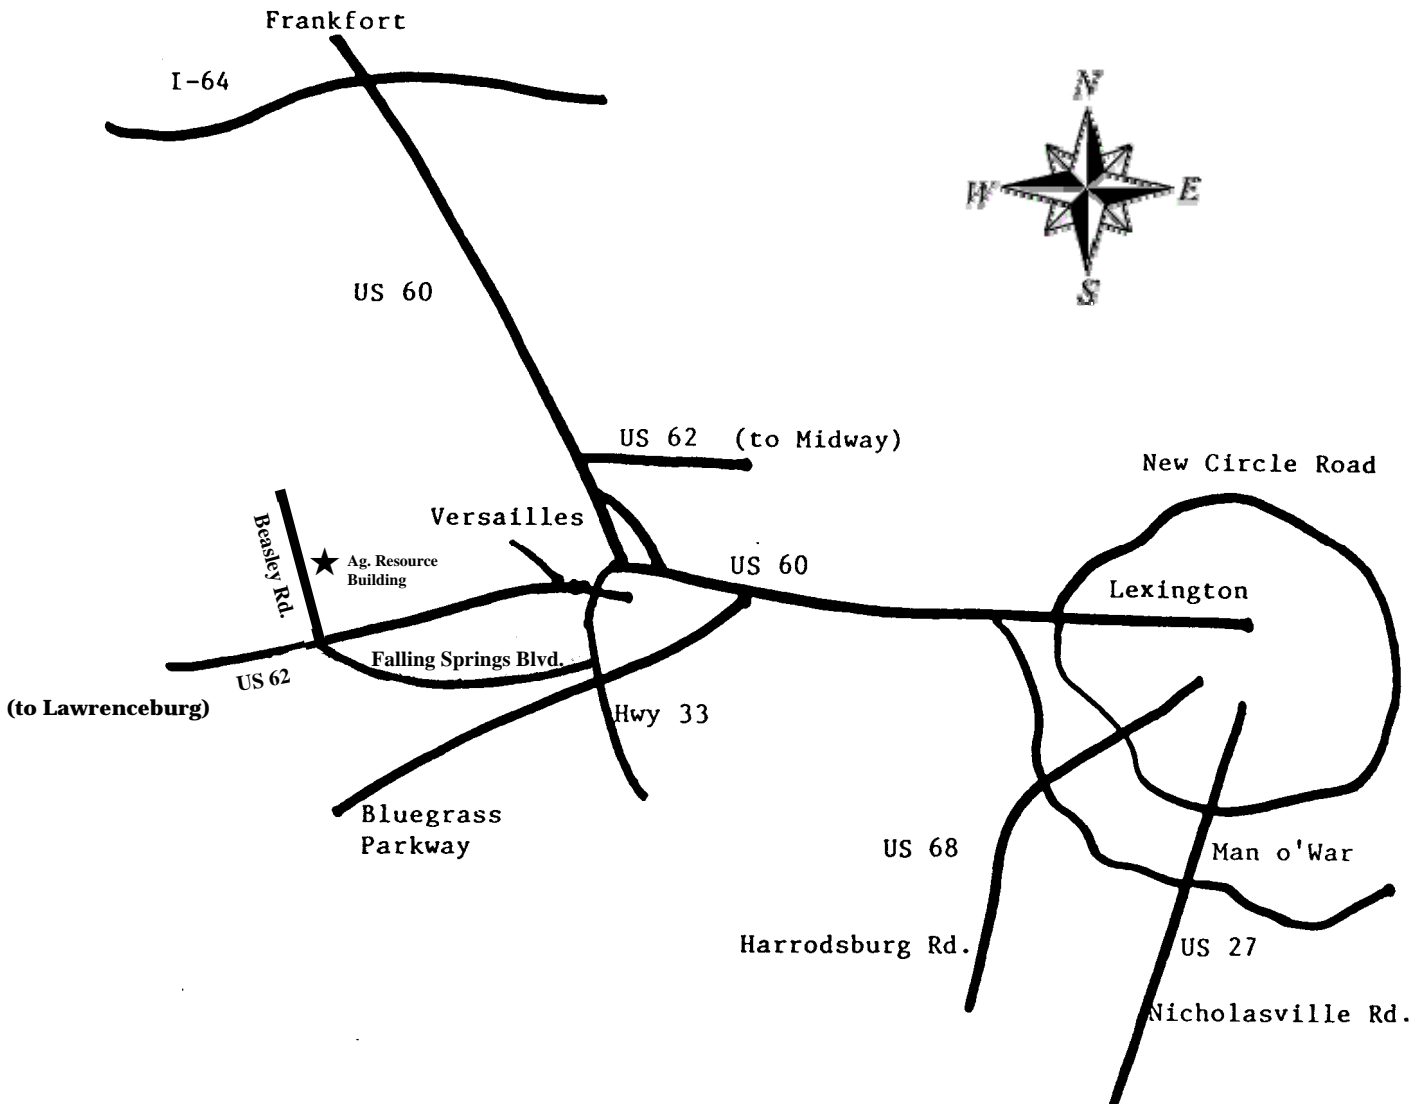 Frankfort
I-64
N
W
E
S
US 60
US 62 (to Midway)
New Circle Road
Versailles
Beasley Rd.
Ag. Resource
Building
US 60
Lexington
Falling Springs Blvd.
US 62
(to Lawrenceburg)
Hwy 33
Bluegrass
Parkway
US 68
Man o'War
Harrodsburg Rd.
US 27
Nicholasville Rd.